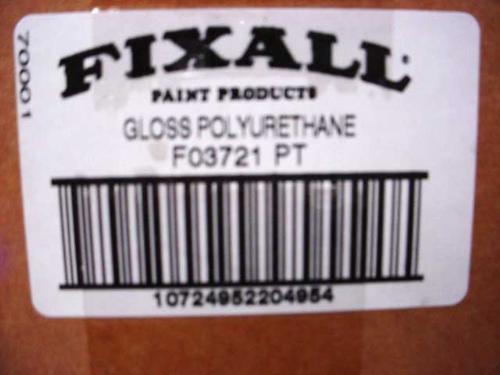 70001
FIXALL
PAINT PRODUCTS
GLOSS POLYURETHANE
F03721 PT
10724952204954